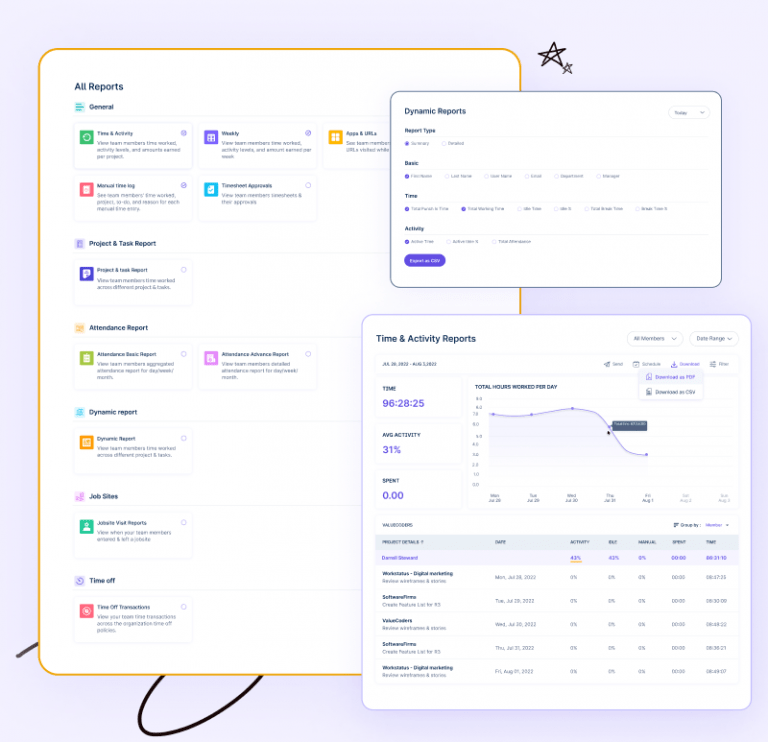 All Reports
General
Time & Activity
View team members time worked,
activity levels, and amounts earned
per project.
Weekly
View team members time worked,
activity levels, and amount earned per
week
Apps & URLs
See team members
URLs visited while
Manual time log
See team members' time worked,
project, to-do, and reason for each
manual time entry.
Timesheet Approvals
View team members timesheets &
their approvals
Project & Task Report
Project & task Report
View team members time worked
across different project & tasks.
Attendance Report
Attendance Basic Report
View team members aggregated
attendance report for day/week/
month.
Attendance Advance Report
View team members detailed
attendance report for day/week/
month.
Dynamic report
Dynamic Report
View team members time worked
across different project & tasks.
Job Sites
Jobsite Visit Reports
View when your team members
entered & left a jobsite
Time off
Time Off Transactions
View your team time transactions
across the organization time off
policies.
Dynamic Reports
Today
Report Type
Summary Detailed
Basic
First Name Last Name User Name Email Department Manager
Time
Total Punch In Time Total Working Time Idle Time Idle % Total Break Time Break Time %
Activity
Active Time Active time % Total Attendance
Export as CSV
Time & Activity Reports
All Members
Date Range
JUL 28, 2022 - AUG 3,2022
Send Schedule Download Filter
Download as PDF
Download as CSV
TIME
96:28:25
AVG ACTIVITY
31%
SPENT
0.00
TOTAL HOURS WORKED PER DAY
9.0
8.0
7.0
6.0
5.0
4.0
3.0
2.0
1.0
0.0
Mon Tue Wed Thu Fri Sat Sun
Jul 28 Jul 29 Jul 30 Jul 31 Aug 1 Aug 2 Aug 3
VALUECODERS
Group by : Member
PROJECT DETAILS DATE ACTIVITY IDLE MANUAL SPENT TIME
Darrell Steward 43% 43% 0% 00:00
Workstatus - Digital marketing
Review wireframes & stories
Mon, Jul 28, 2022 0% 0% 0% 00:00 08:47:25
SoftwareFirms
Create Feature List for RS
Tue, Jul 29, 2022 0% 0% 0% 00:00 08:30:09
ValueCoders
Review wireframes & stories
Wed, Jul 30, 2022 0% 0% 0% 00:00 08:48:22
SoftwareFirms
Create Feature List for RS
Thu, Jul 31, 2022 0% 0% 0% 00:00 08:36:21
Workstatus - Digital marketing
Review wireframes & stories
Fri, Aug 01, 2022 0% 0% 0% 00:00 08:49:07